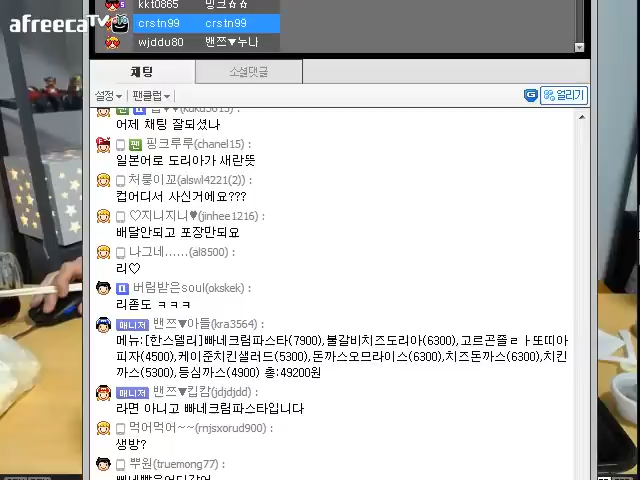 afreecaTV
kkt0865 밍크☆☆
crstn99 crstn99
wjddu80 밴쯔▼누나
채팅 소셜댓글
설정 팬클럽 열리기
어제 채팅 잘되셨나
팬 핑크루루(chanel15) :
일본어로 도리아가 새란뜻
처룽이꼬(alswl4221(2)) :
컵어디서 사신거에요???
♡지니지니♥(jinhee1216) :
배달안되고 포장만되요
나그네......(al8500) :
리♡
버림받은soul(okskek) :
리죧도 ㅋㅋㅋ
매니저 밴쯔▼아들(kra3564) :
메뉴:[한스델리]빠네크림파스타(7900),불갈비치즈도리아(6300),고르곤쫄ㄹㅏ또띠아
피자(4500),케이준치킨샐러드(5300),돈까스오므라이스(6300),치즈돈까스(6300),치킨
까스(5300),등심까스(4900) 총:49200원
매니저 밴쯔▼킵캄(jdjdjdd) :
라면 아니고 빠네크림파스타입니다
먹어먹어~~(rnjsxorud900) :
생방?
뿌원(truemong77) :